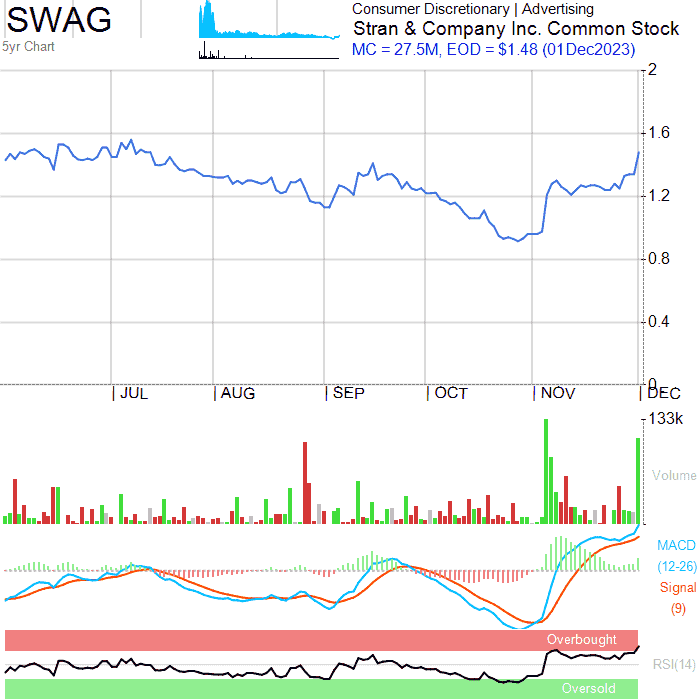 SWAG
5yr Chart
Consumer Discretionary | Advertising
Stran & Company Inc. Common Stock
MC = 27.5M, EOD = $1.48 (01Dec2023)
2
1.6
1.2
0.8
0.4
0
| JUL | AUG | SEP | OCT | NOV | DEC
133k
Volume
MACD
(12-26)
Signal
(9)
Overbought
RSI(14)
Oversold